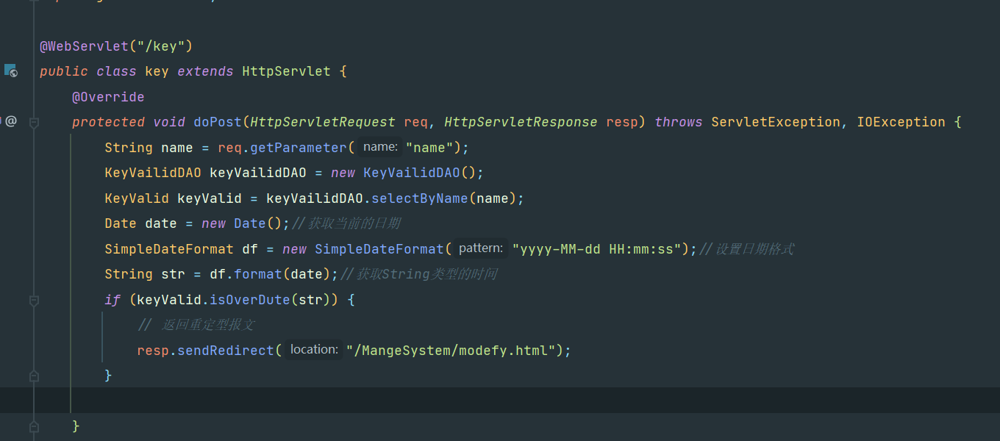 @WebServlet("/key")
public class key extends HttpServlet {
@Override
protected void doPost(HttpServletRequest req, HttpServletResponse resp) throws ServletException, IOException {
String name = req.getParameter( name: "name");
KeyVailidDAO keyVailidDAO = new KeyVailidDAO();
KeyValid keyValid = keyVailidDAO.selectByName(name);
Date date = new Date();//获取当前的日期
SimpleDateFormat df = new SimpleDateFormat( pattern: "yyyy-MM-dd HH:mm:ss");//设置日期格式
String str = df.format(date);//获取String类型的时间
if (keyValid.isOverDute(str)) {
// 返回重定型报文
resp.sendRedirect( location: "/MangeSystem/modefy.html");
}
}